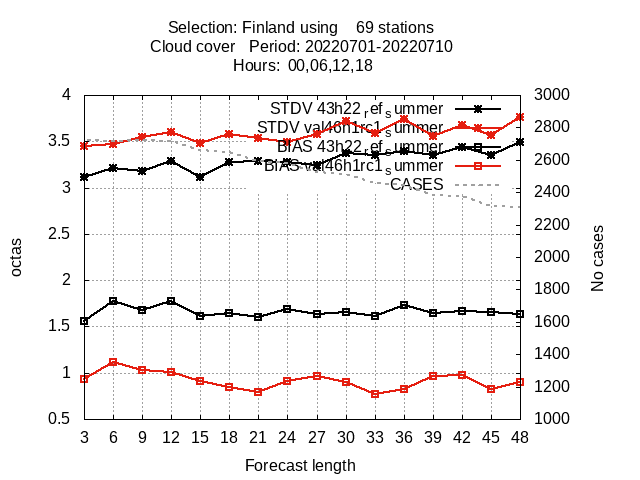 Selection: Finland using    69 stations
Cloud cover   Period: 20220701-20220710
Hours:  00,06,12,18
4
3.5
3
2.5
2
1.5
1
0.5
octas
3000
2800
2600
2400
2200
2000
1800
1600
1400
1200
1000
No cases
STDV 43h22ref_summer
STDV val46h1rc1_summer
BIAS 43h22ref_summer
BIAS val46h1rc1_summer
CASES
3 6 9 12 15 18 21 24 27 30 33 36 39 42 45 48
Forecast length